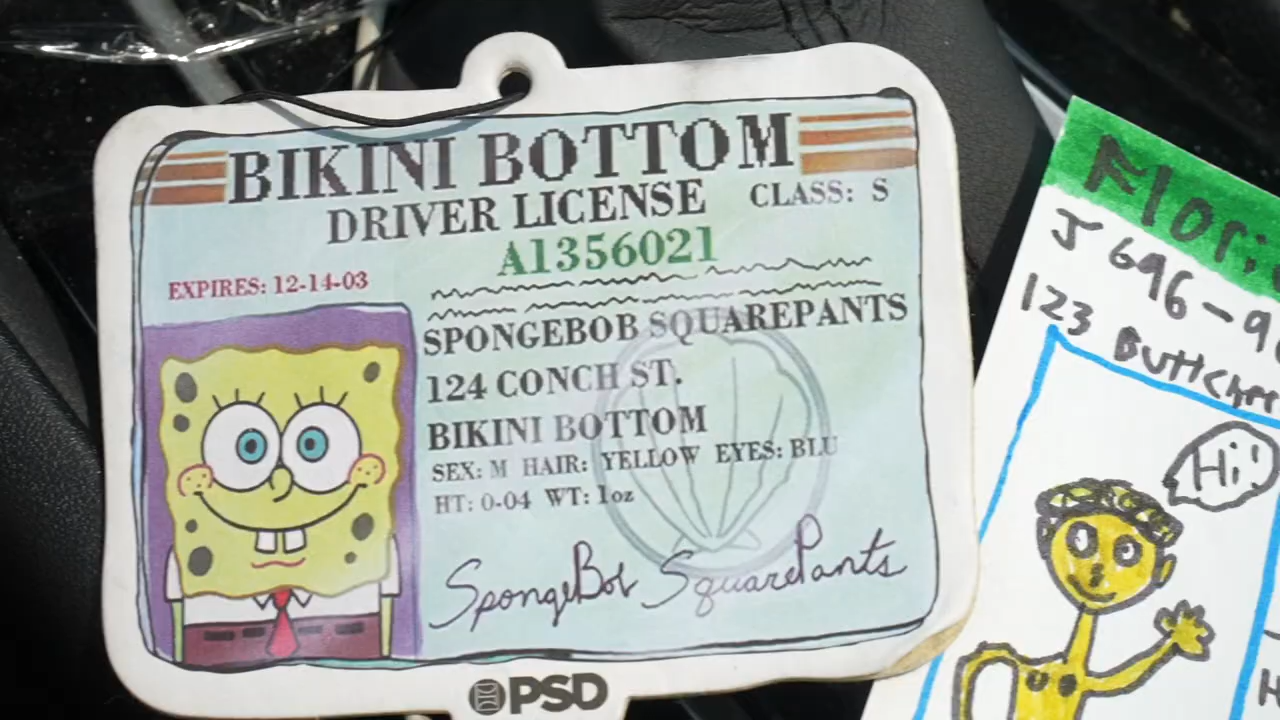 BIKINI BOTTOM
DRIVER LICENSE CLASS: S
A1356021
EXPIRES: 12-14-03
SPONGEBOB SQUAREPANTS
124 CONCH ST.
BIKINI BOTTOM
SEX: M HAIR: YELLOW EYES: BLU
HT: 0-04 WT: 1oz
SpongeBob SquarePants
PSD
J696-9
123
Hi!